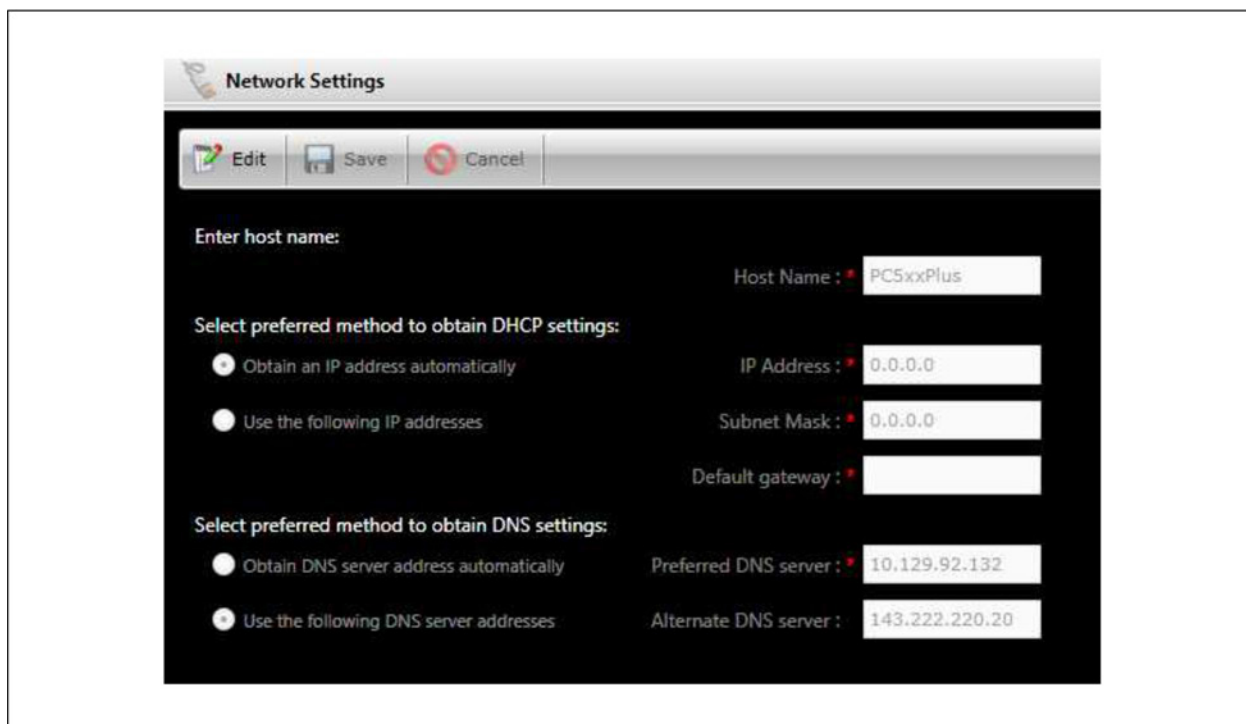 Network Settings
Edit Save Cancel
Enter host name:
Host Name : * PC5xxPlus
Select preferred method to obtain DHCP settings:
Obtain an IP address automatically IP Address : * 0.0.0.0
Use the following IP addresses Subnet Mask : * 0.0.0.0
Default gateway : *
Select preferred method to obtain DNS settings:
Obtain DNS server address automatically Preferred DNS server : * 10.129.92.132
Use the following DNS server addresses Alternate DNS server : 143.222.220.20